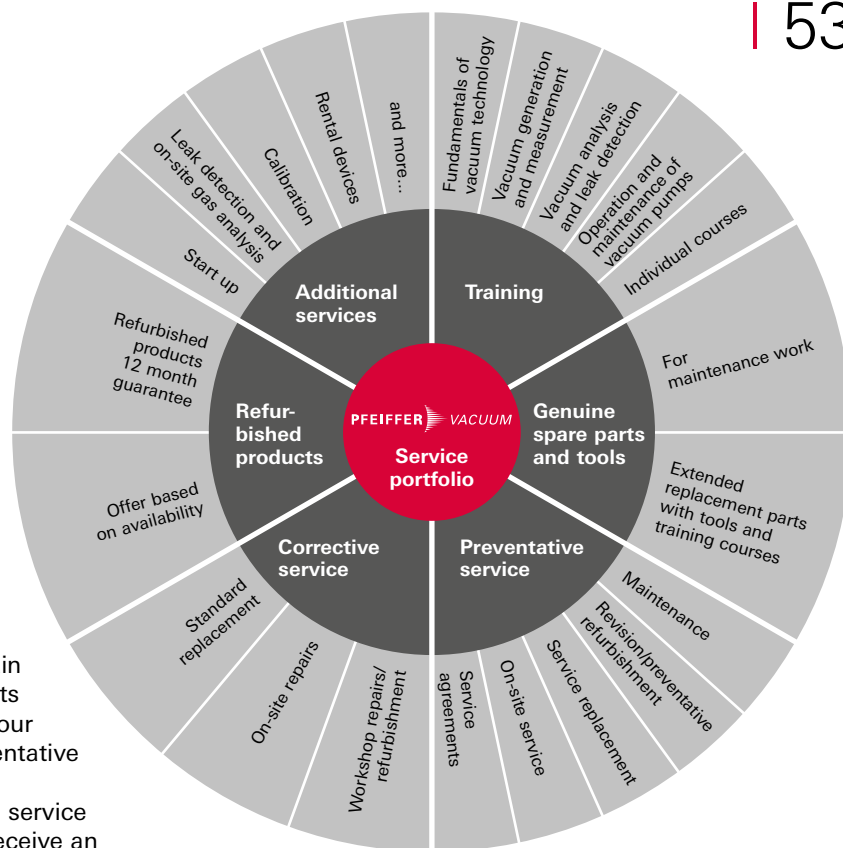 53
Fundamentals of
vacuum technology
Vacuum generation
and measurement
Vacuum analysis
and leak detection
Operation and
maintenance of
vacuum pumps
Individual courses
For
maintenance work
Extended
replacement parts
with tools and
training courses
Maintenance
Revision/preventative
refurbishment
Service replacement
On-site service
Service
agreements
Workshop repairs/
refurbishment
On-site repairs
Standard
replacement
Offer based
on availability
Refurbished
products
12 month
guarantee
Start up
Leak detection and
on-site gas analysis
Calibration
Rental devices
and more...
Additional
services
Training
Refur-
bished
products
PFEIFFER VACUUM
Service
portfolio
Genuine
spare parts
and tools
Corrective
service
Preventative
service
in
ts
our
entative
service
eceive an